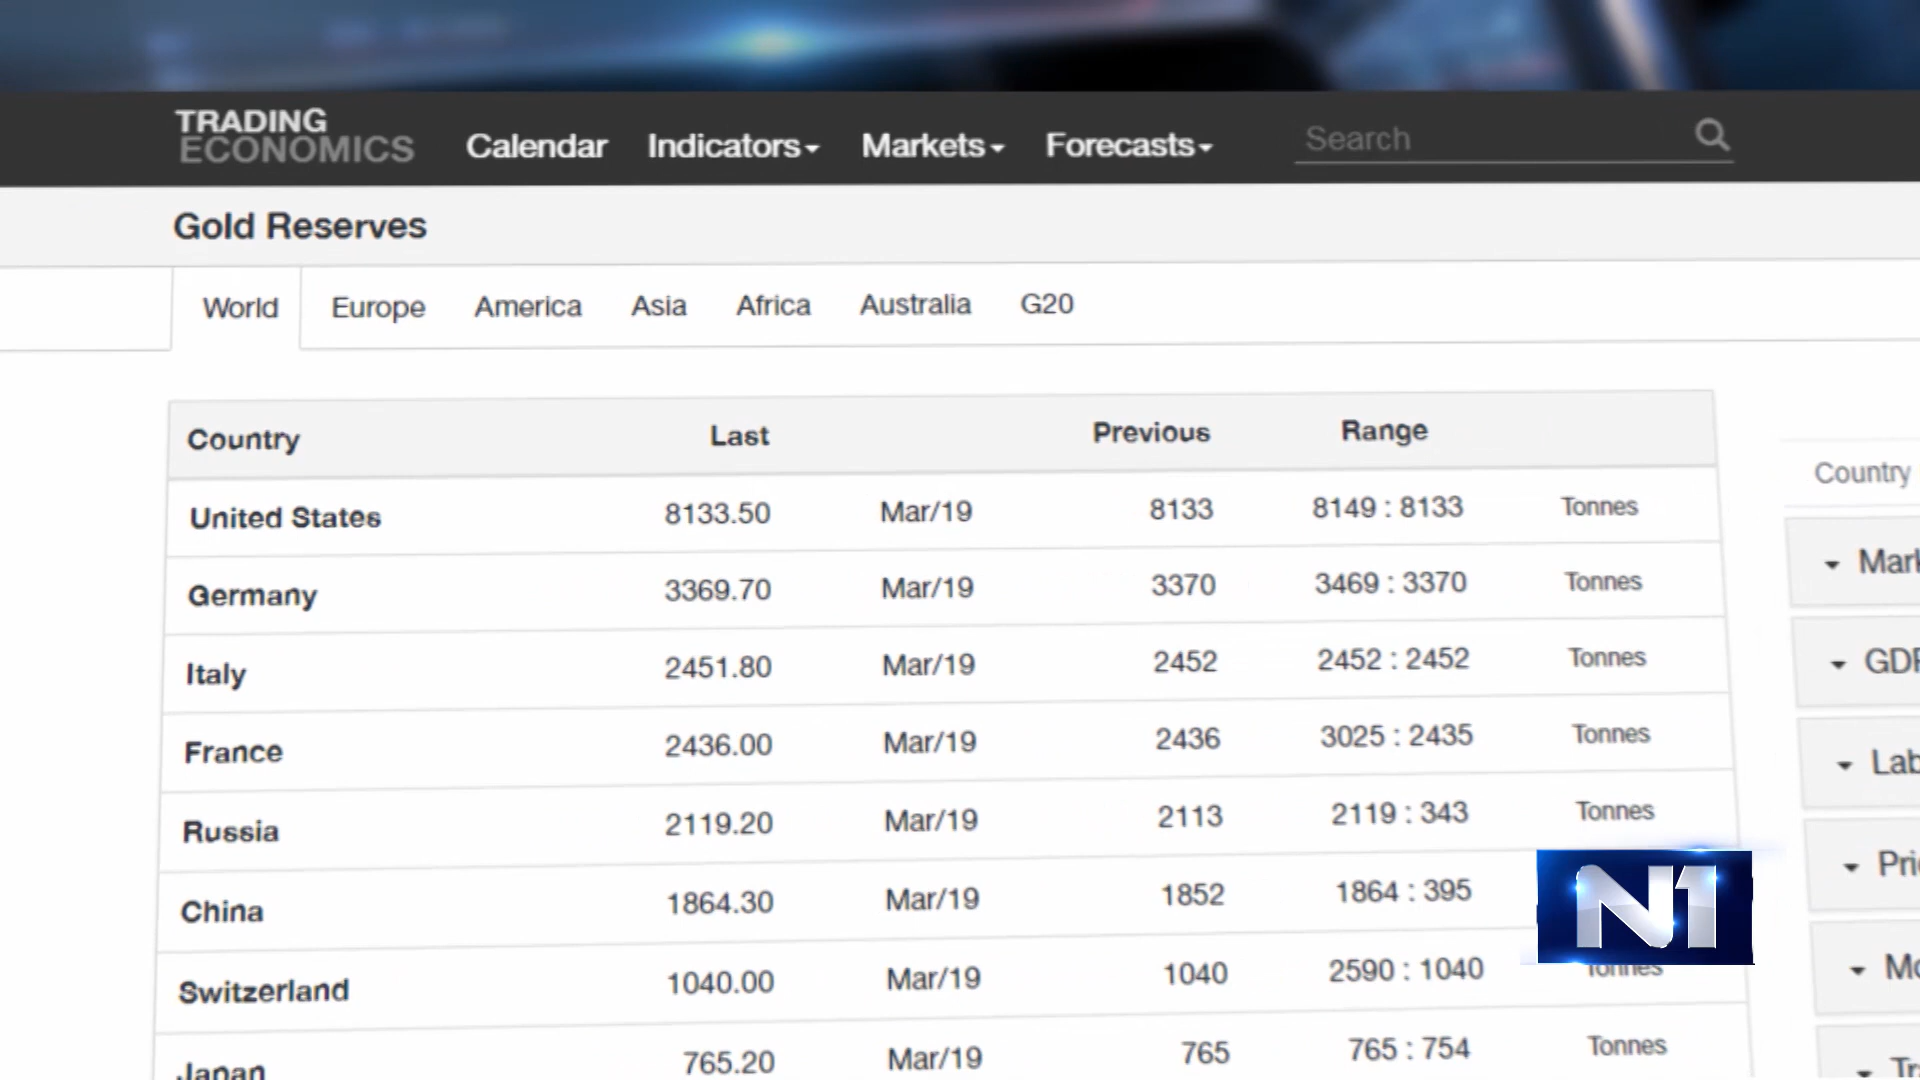 TRADING
ECONOMICS
Calendar Indicators Markets Forecasts Search
Gold Reserves
World Europe America Asia Africa Australia G20
Country Last Previous Range
United States 8133.50 Mar/19 8133 8149 : 8133 Tonnes
Germany 3369.70 Mar/19 3370 3469 : 3370 Tonnes
Italy 2451.80 Mar/19 2452 2452 : 2452 Tonnes
France 2436.00 Mar/19 2436 3025 : 2435 Tonnes
Russia 2119.20 Mar/19 2113 2119 : 343 Tonnes
China 1864.30 Mar/19 1852 1864 : 395
Switzerland 1040.00 Mar/19 1040 2590 : 1040 Tonnes
Japan 765.20 Mar/19 765 765 : 754 Tonnes
Country
N1